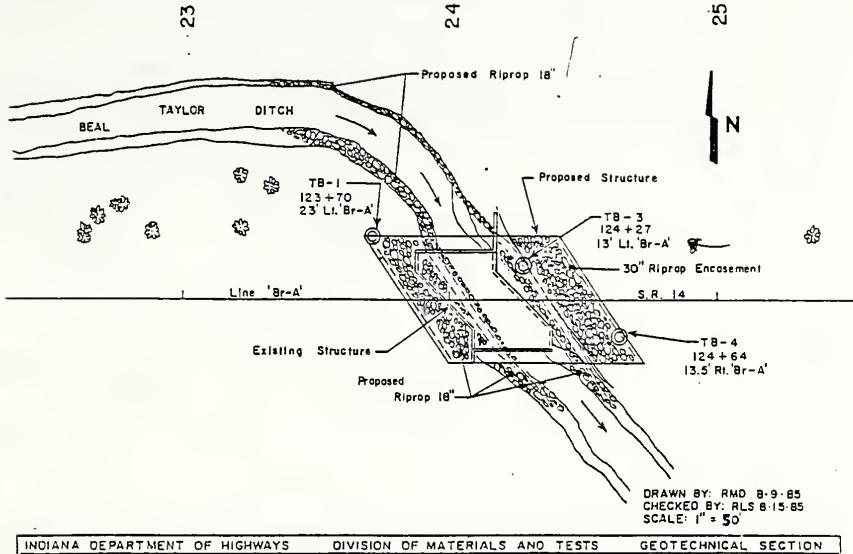 23
24
25
Proposed Riprap 18"
TAYLOR DITCH
BEAL
N
Proposed Structure
TB-1
123+70
23' Lt. 'Br-A'
TB-3
124+27
13' Lt. 'Br-A'
30" Riprap Encasement
Line 'Br-A'
S.R. 14
TB-4
124+64
13.5' Rt. 'Br-A'
Existing Structure
Proposed
Riprap 18"
DRAWN BY: RMD 8-9-85
CHECKED BY: RLS 8-15-85
SCALE: 1" = 50'
INDIANA DEPARTMENT OF HIGHWAYS DIVISION OF MATERIALS AND TESTS GEOTECHNICAL SECTION